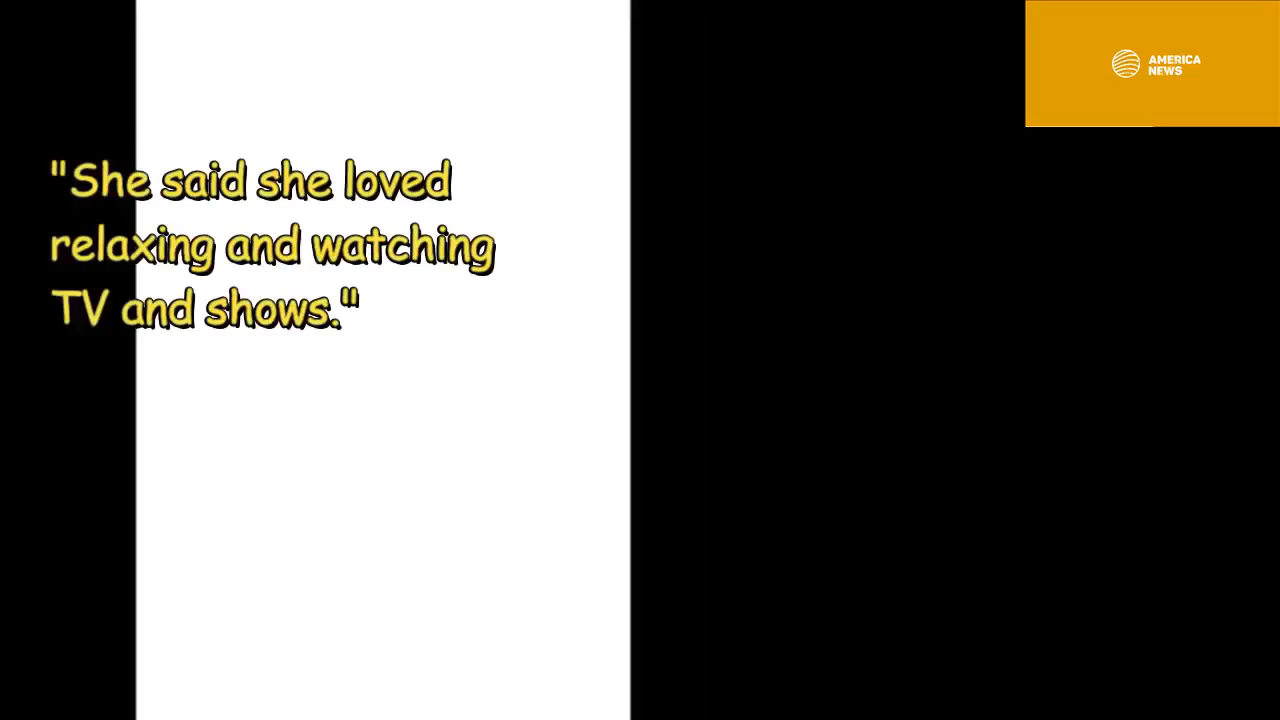 AMERICA
NEWS
"She said she loved
relaxing and watching
TV and shows."